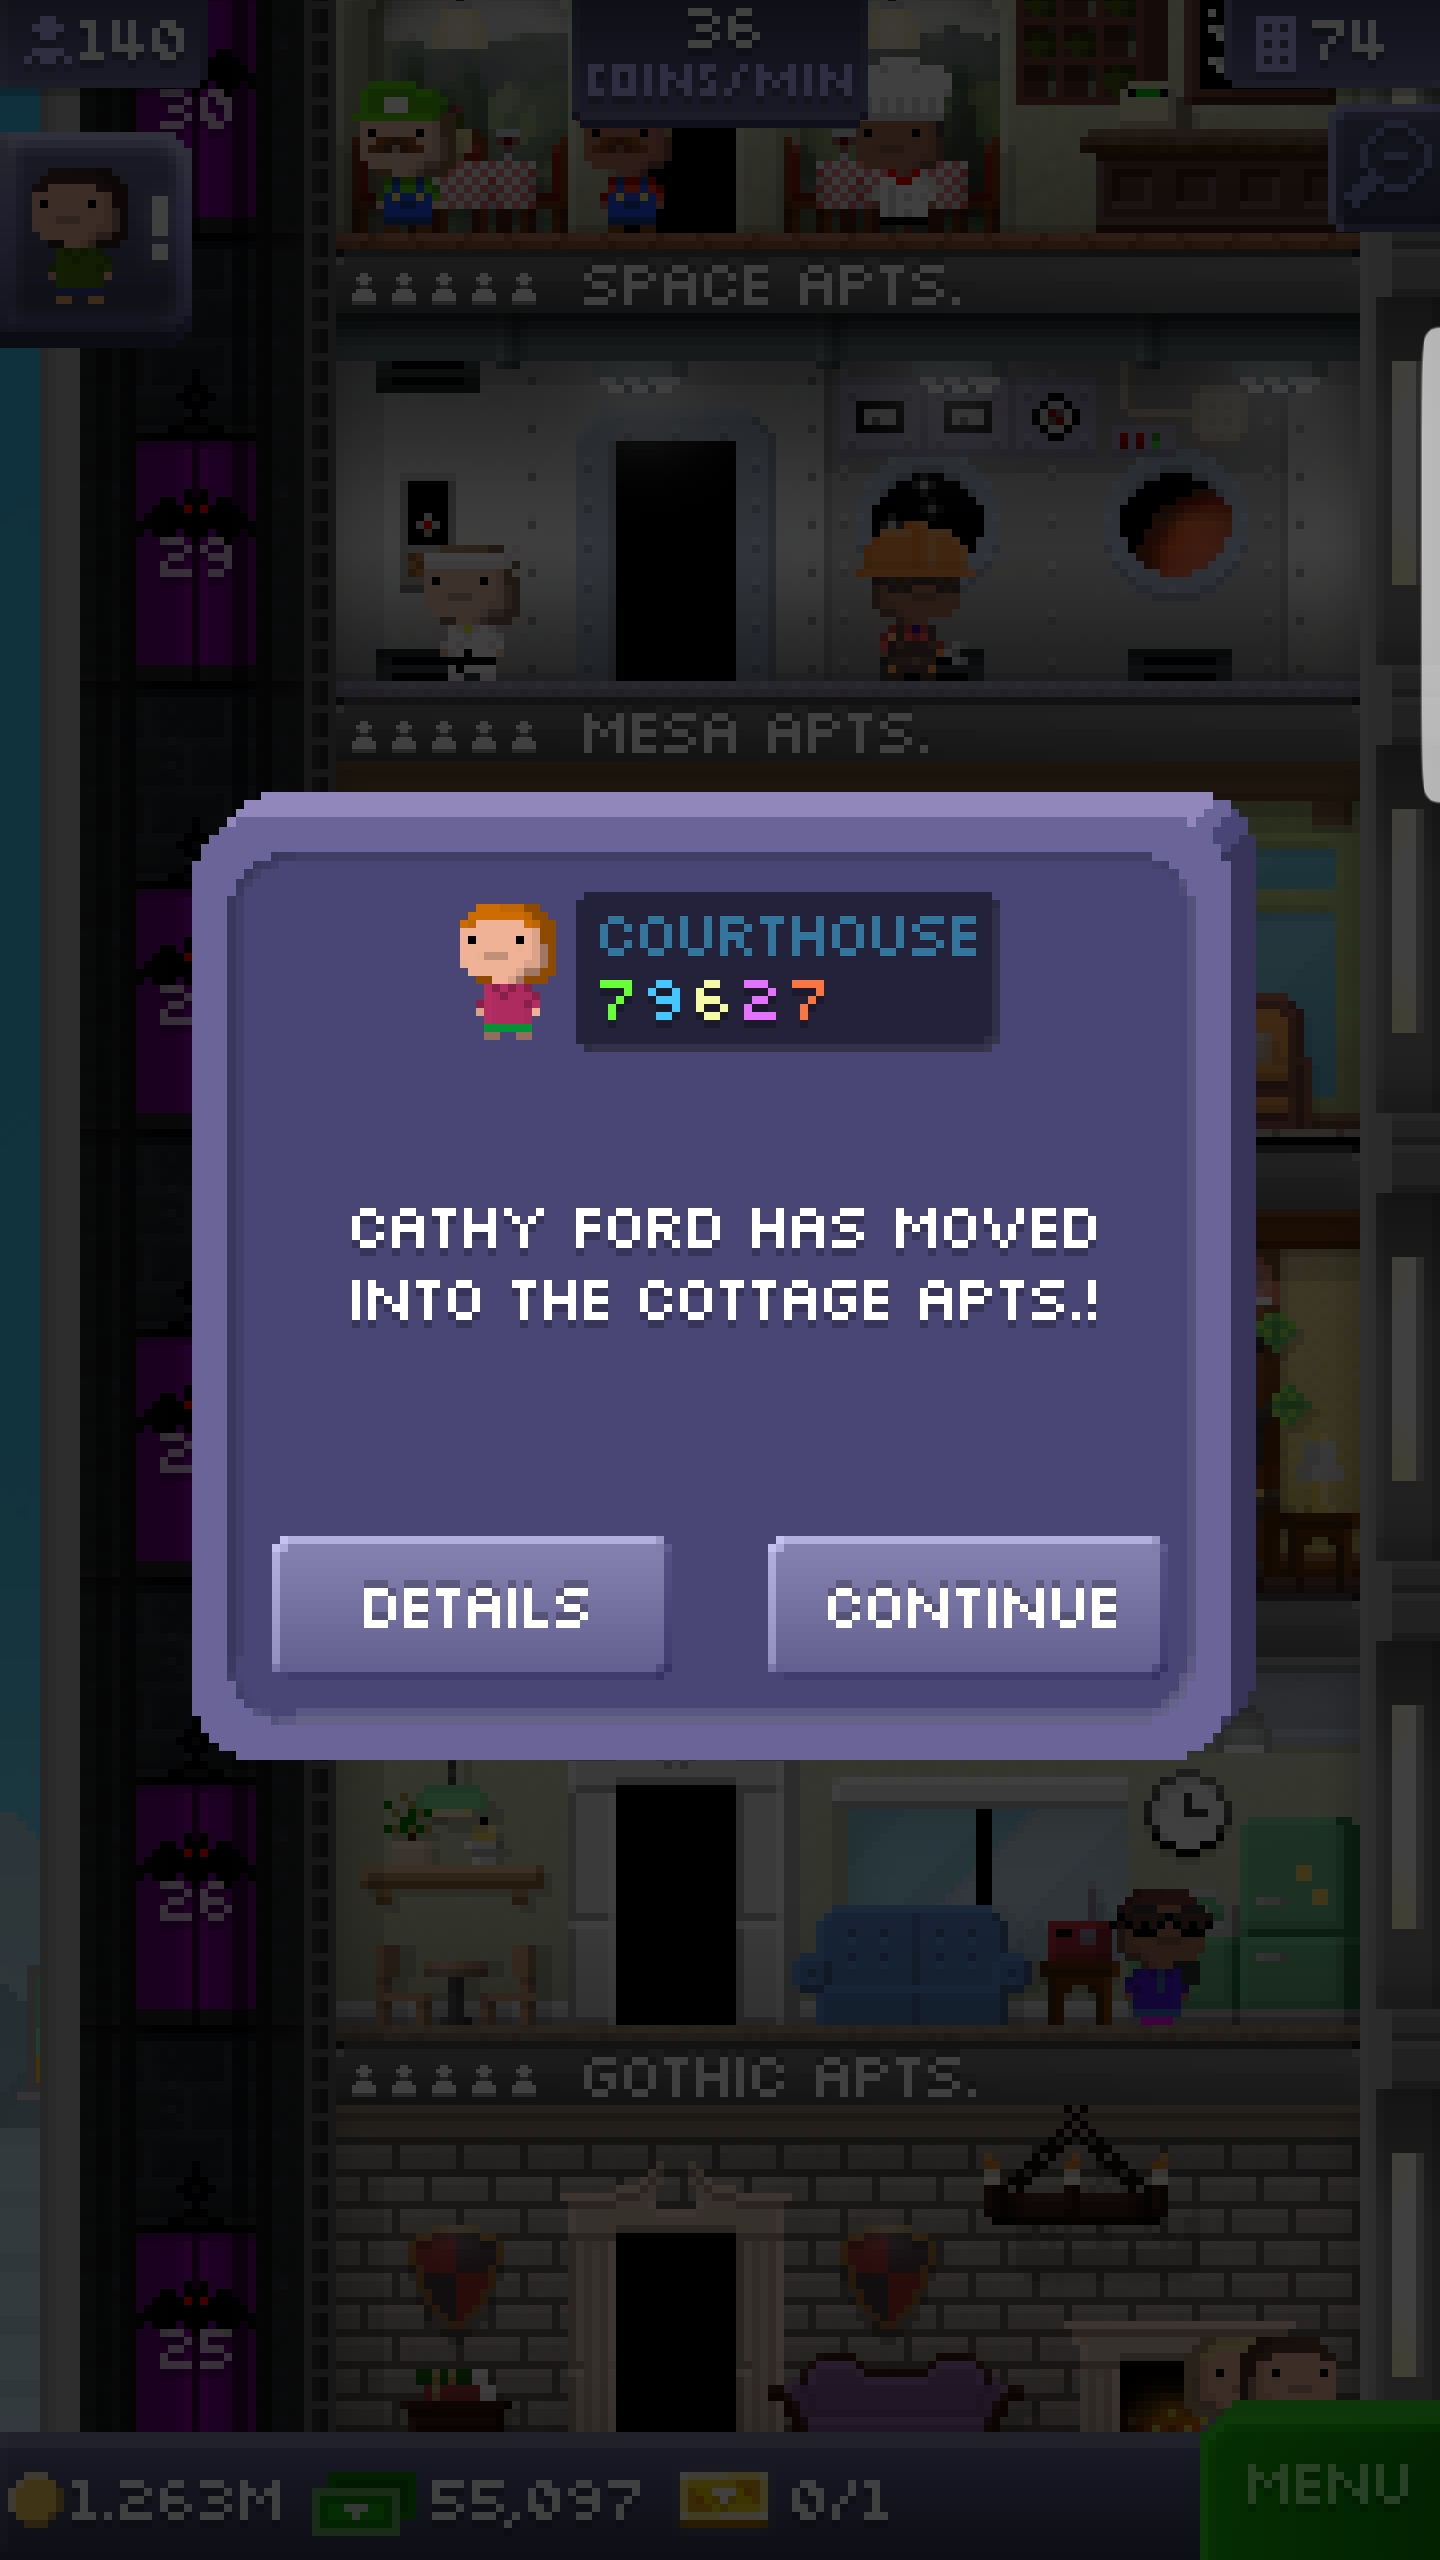 140
36
COINS/MIN
74
30
!
SPACE APTS.
29
MESA APTS.
COURTHOUSE
79627
CATHY FORD HAS MOVED
INTO THE COTTAGE APTS.!
DETAILS
CONTINUE
26
GOTHIC APTS.
25
1.263M
55,097
0/1
MENU